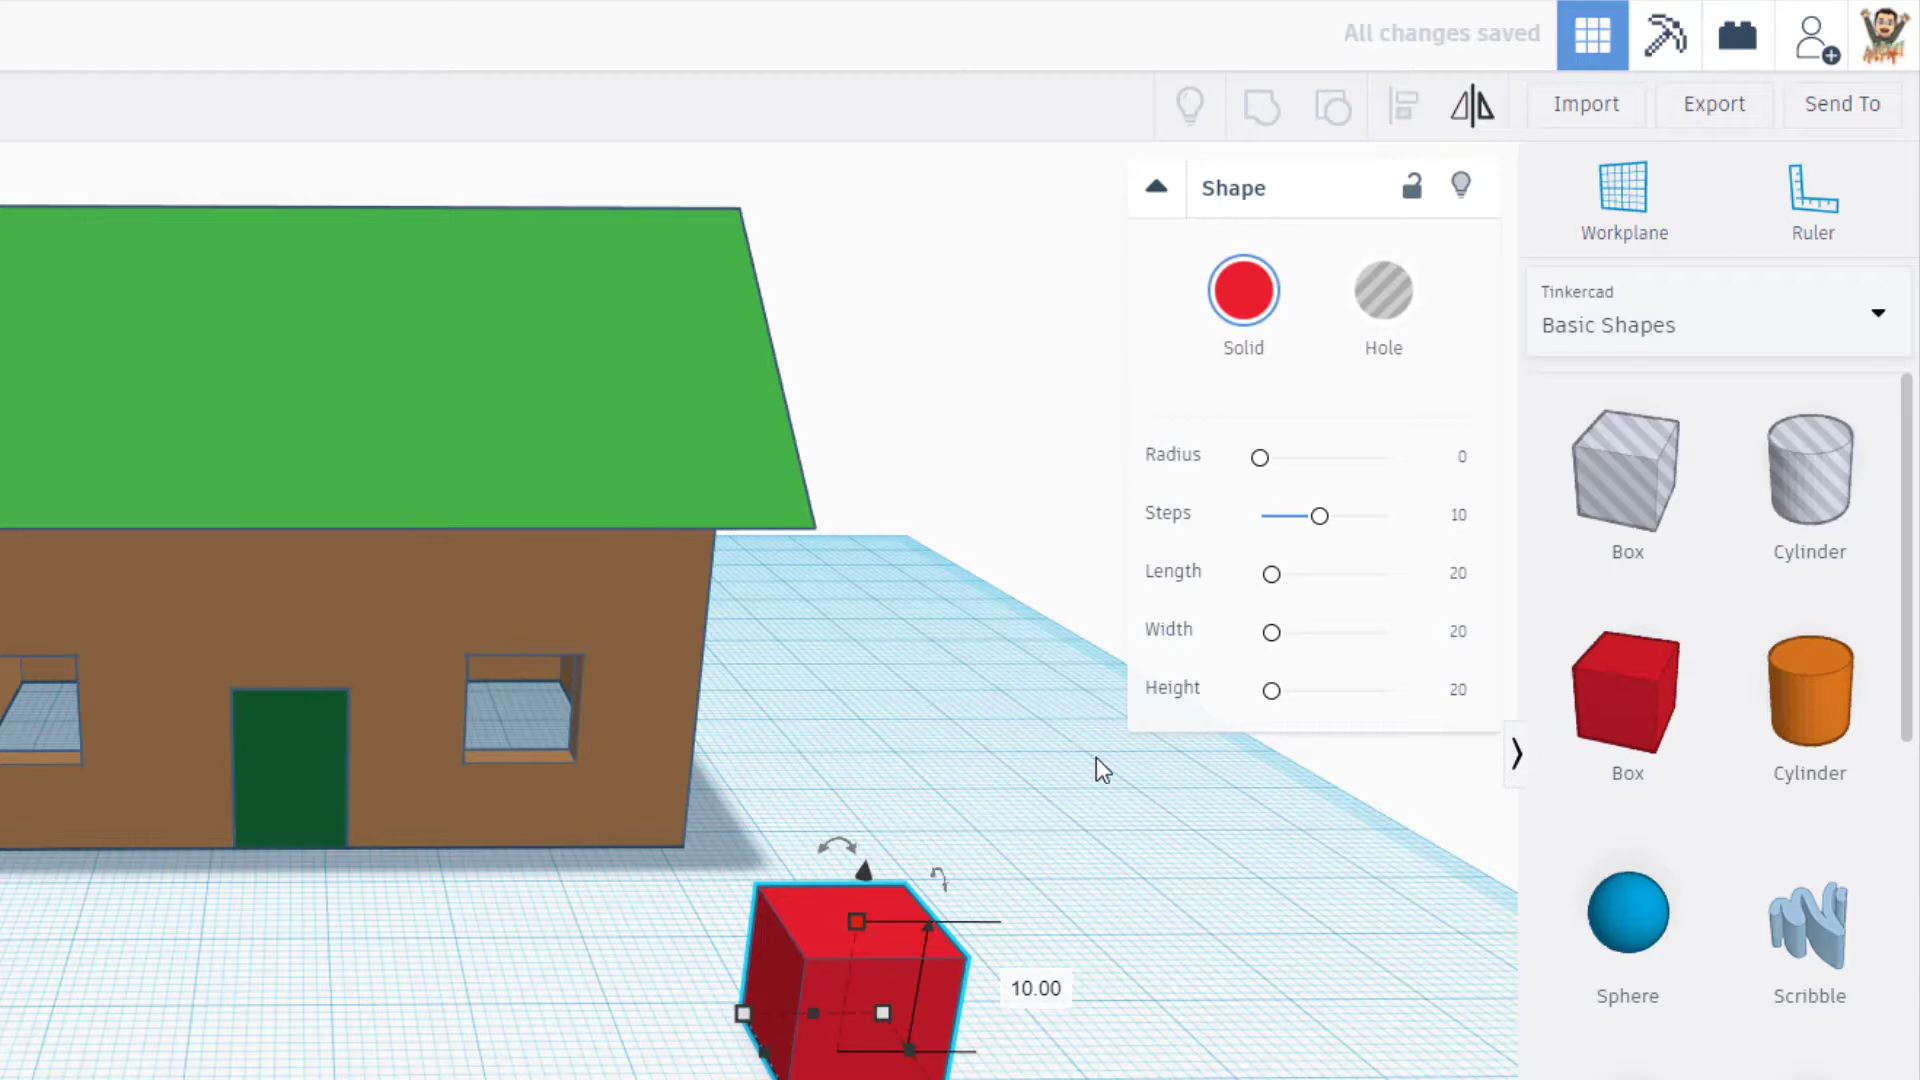 All changes saved
Import
Export
Send To
Shape
Workplane
Ruler
Solid
Hole
Tinkercad
Basic Shapes
Radius 0
Steps 10
Length 20
Width 20
Height 20
Box
Cylinder
Box
Cylinder
10.00
Sphere
Scribble